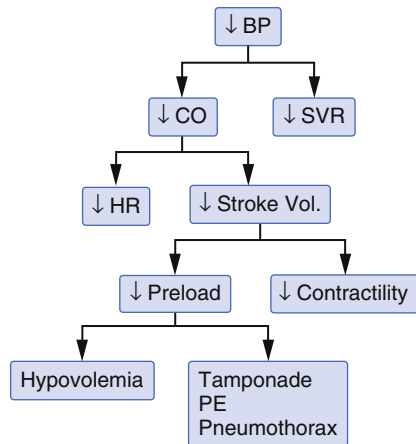 ↓ BP
↓ CO
↓ SVR
↓ HR
↓ Stroke Vol.
↓ Preload
↓ Contractility
Hypovolemia
Tamponade
PE
Pneumothorax